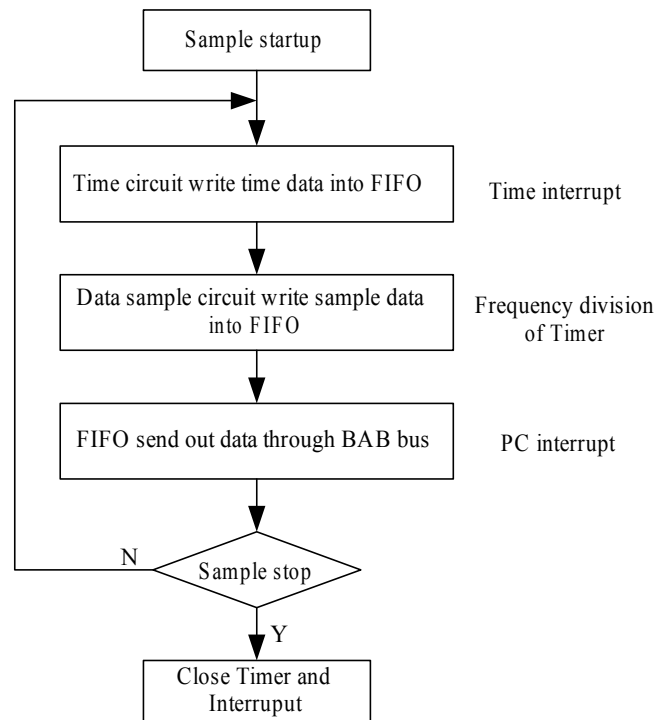 Sample startup
Time circuit write time data into FIFO
Time interrupt
Data sample circuit write sample data
into FIFO
Frequency division
of Timer
FIFO send out data through BAB bus
PC interrupt
N
Sample stop
Y
Close Timer and
Interruput